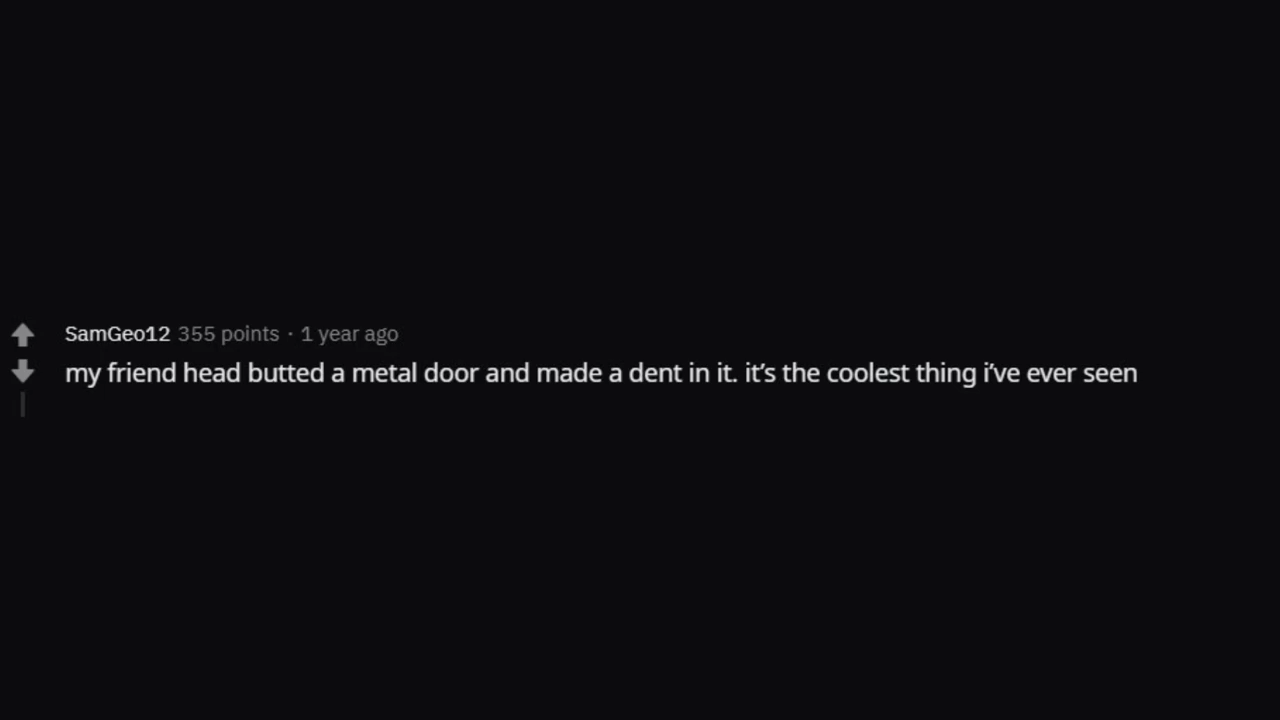 SamGeo12 355 points · 1 year ago
my friend head butted a metal door and made a dent in it. it’s the coolest thing i’ve ever seen